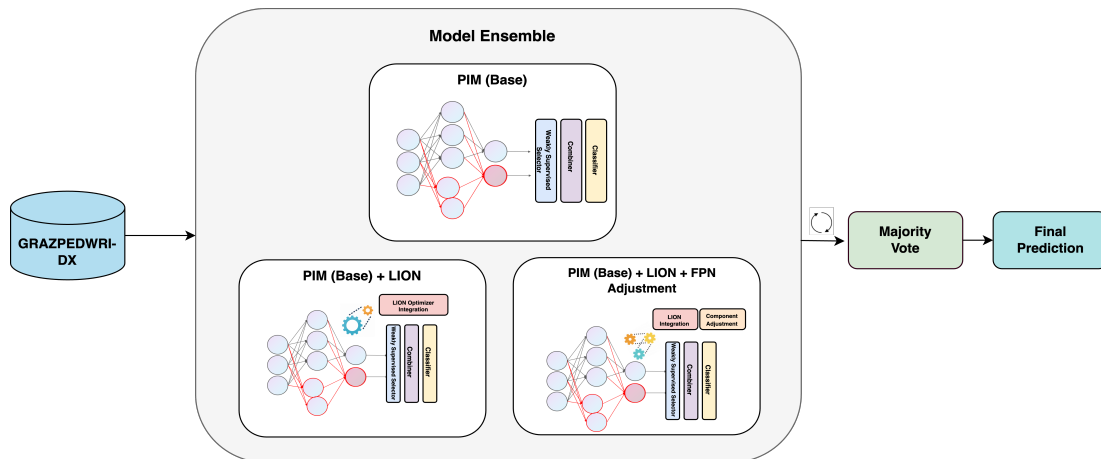 Model Ensemble
PIM (Base)
Weakly Supervised
Selector
Combiner
Classifier
GRAZPEDWRI-
DX
PIM (Base) + LION
LION Optimizer
Integration
Weakly Supervised Selector
Combiner
Classifier
PIM (Base) + LION + FPN
Adjustment
LION
Integration
Component
Adjustment
Weakly Supervised Selector
Combiner
Classifier
Majority
Vote
Final
Prediction